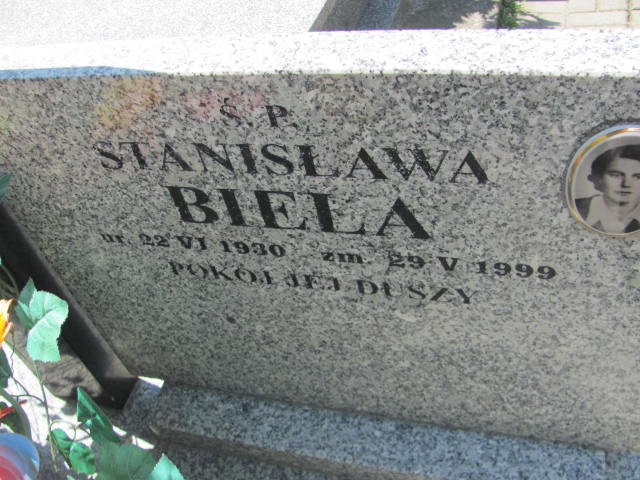 Ś. P.
STANISŁAWA
BIELA
ur. 22 VI 1930 zm. 29 V 1999
POKÓJ JEJ DUSZY